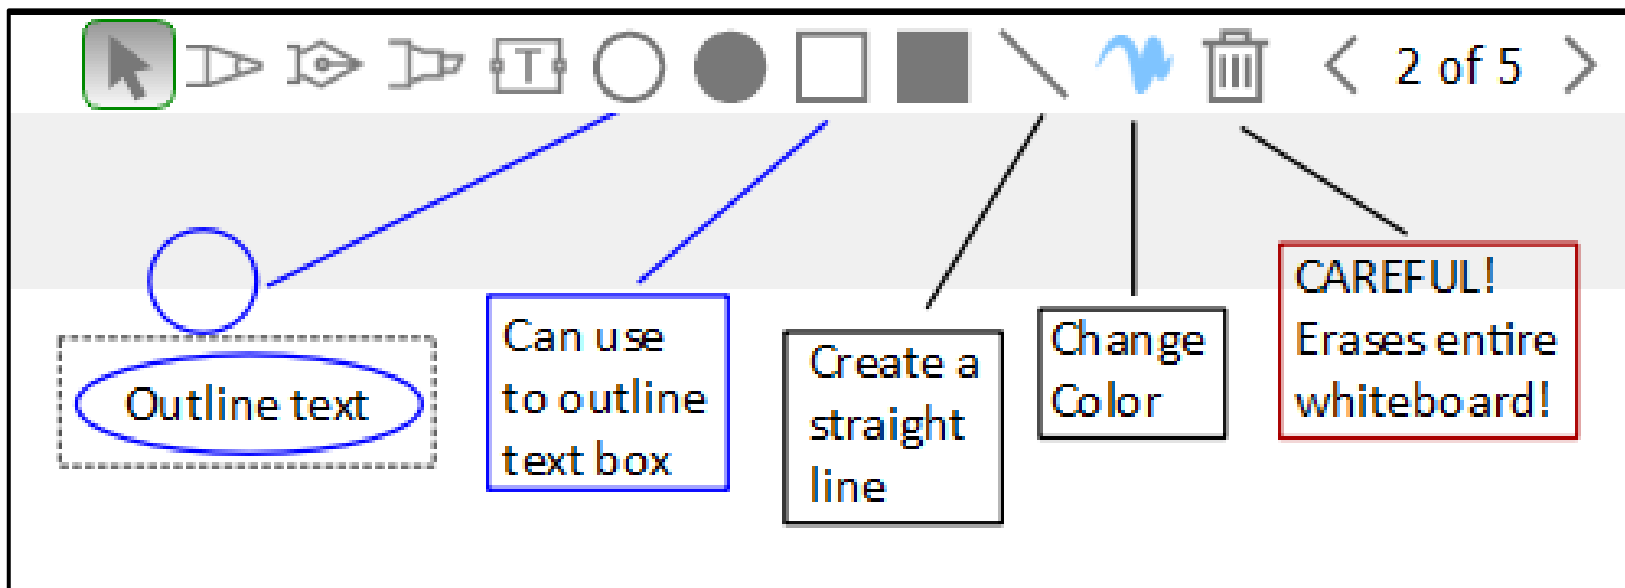 T
2 of 5
Outline text
Can use
to outline
text box
Create a
straight
line
Change
Color
CAREFUL!
Erases entire
whiteboard!